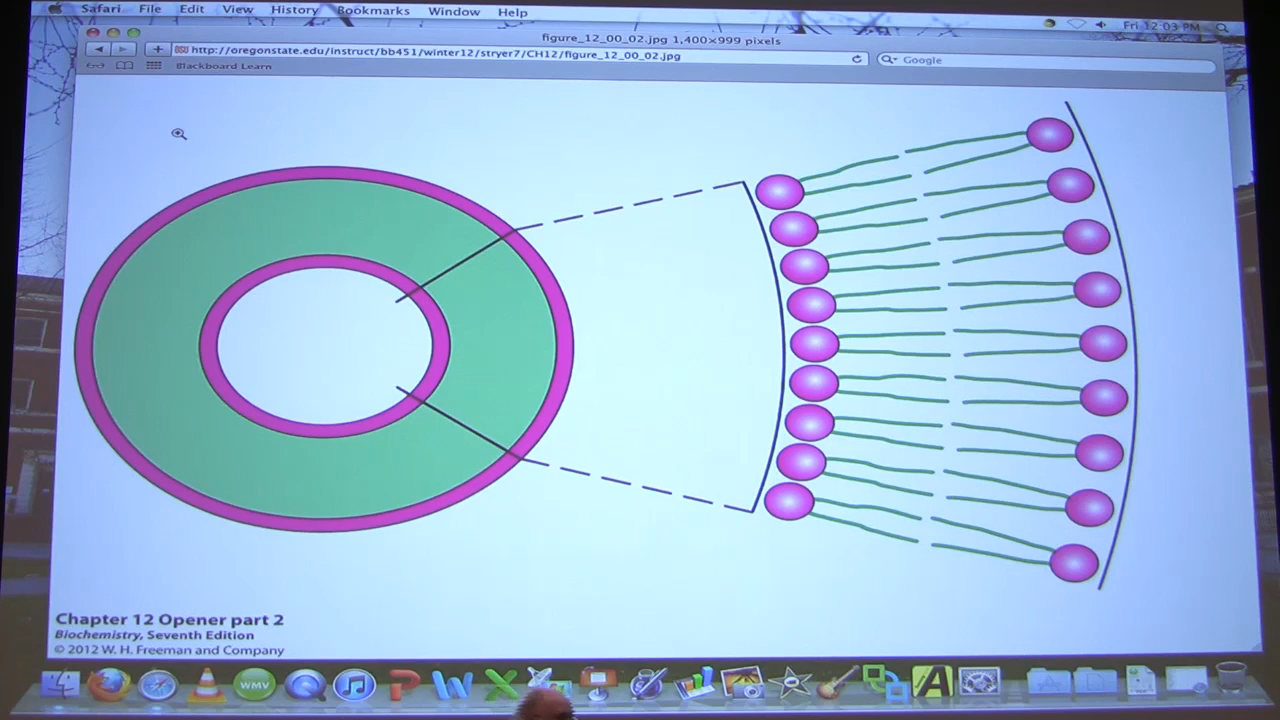 Safari File Edit View History Bookmarks Window Help
Fri 12:03 PM
figure_12_00_02.jpg 1,400×999 pixels
http://oregonstate.edu/instruct/bb451/winter12/stryer7/CH12/figure_12_00_02.jpg
Google
Blackboard Learn
Chapter 12 Opener part 2
Biochemistry, Seventh Edition
© 2012 W. H. Freeman and Company
WMV